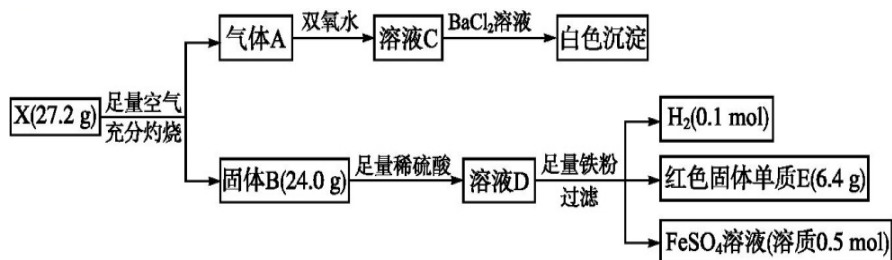 气体A
双氧水
溶液C
BaCl₂溶液
白色沉淀
X(27.2 g)
足量空气
充分灼烧
H₂(0.1 mol)
固体B(24.0 g)
足量稀硫酸
溶液D
足量铁粉
过滤
红色固体单质E(6.4 g)
FeSO₄溶液(溶质0.5 mol)